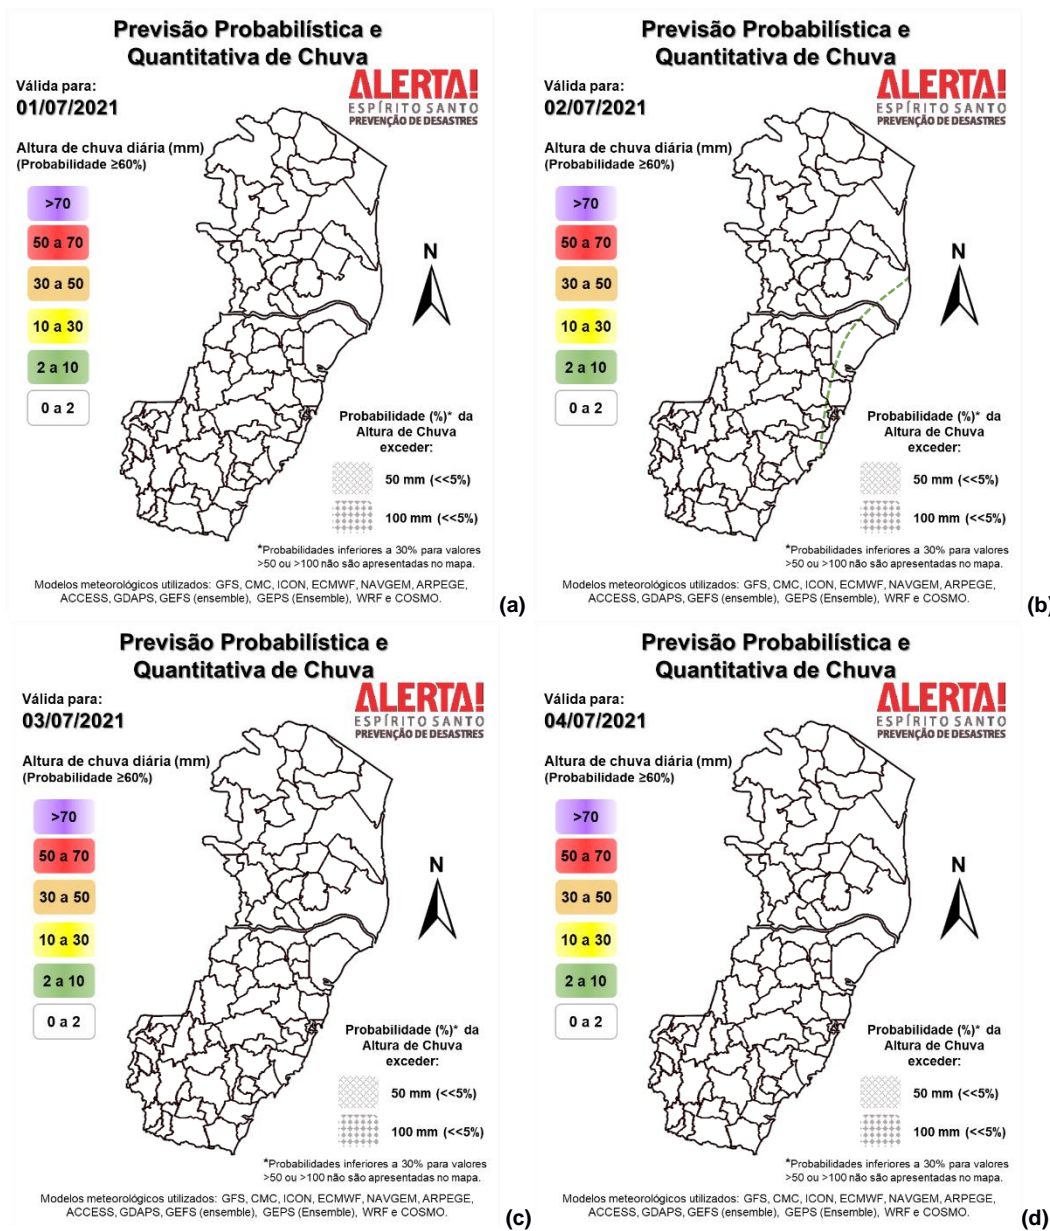 Previsão Probabilística e
Quantitativa de Chuva
Válida para:
01/07/2021
ALERTA!
ESPÍRITO SANTO
PREVENÇÃO DE DESASTRES
Altura de chuva diária (mm)
(Probabilidade ≥60%)
>70
50 a 70
30 a 50
10 a 30
2 a 10
0 a 2
N
Probabilidade (%)* da
Altura de Chuva
exceder:
50 mm (<<5%)
100 mm (<<5%)
*Probabilidades inferiores a 30% para valores
>50 ou >100 não são apresentadas no mapa.
Modelos meteorológicos utilizados: GFS, CMC, ICON, ECMWF, NAVGEM, ARPEGE,
ACCESS, GDAPS, GEFS (ensemble), GEPS (Ensemble), WRF e COSMO.
(a)
Previsão Probabilística e
Quantitativa de Chuva
Válida para:
02/07/2021
ALERTA!
ESPÍRITO SANTO
PREVENÇÃO DE DESASTRES
Altura de chuva diária (mm)
(Probabilidade ≥60%)
>70
50 a 70
30 a 50
10 a 30
2 a 10
0 a 2
N
Probabilidade (%)* da
Altura de Chuva
exceder:
50 mm (<<5%)
100 mm (<<5%)
*Probabilidades inferiores a 30% para valores
>50 ou >100 não são apresentadas no mapa.
Modelos meteorológicos utilizados: GFS, CMC, ICON, ECMWF, NAVGEM, ARPEGE,
ACCESS, GDAPS, GEFS (ensemble), GEPS (Ensemble), WRF e COSMO.
(b)
Previsão Probabilística e
Quantitativa de Chuva
Válida para:
03/07/2021
ALERTA!
ESPÍRITO SANTO
PREVENÇÃO DE DESASTRES
Altura de chuva diária (mm)
(Probabilidade ≥60%)
>70
50 a 70
30 a 50
10 a 30
2 a 10
0 a 2
N
Probabilidade (%)* da
Altura de Chuva
exceder:
50 mm (<<5%)
100 mm (<<5%)
*Probabilidades inferiores a 30% para valores
>50 ou >100 não são apresentadas no mapa.
Modelos meteorológicos utilizados: GFS, CMC, ICON, ECMWF, NAVGEM, ARPEGE,
ACCESS, GDAPS, GEFS (ensemble), GEPS (Ensemble), WRF e COSMO.
(c)
Previsão Probabilística e
Quantitativa de Chuva
Válida para:
04/07/2021
ALERTA!
ESPÍRITO SANTO
PREVENÇÃO DE DESASTRES
Altura de chuva diária (mm)
(Probabilidade ≥60%)
>70
50 a 70
30 a 50
10 a 30
2 a 10
0 a 2
N
Probabilidade (%)* da
Altura de Chuva
exceder:
50 mm (<<5%)
100 mm (<<5%)
*Probabilidades inferiores a 30% para valores
>50 ou >100 não são apresentadas no mapa.
Modelos meteorológicos utilizados: GFS, CMC, ICON, ECMWF, NAVGEM, ARPEGE,
ACCESS, GDAPS, GEFS (ensemble), GEPS (Ensemble), WRF e COSMO.
(d)